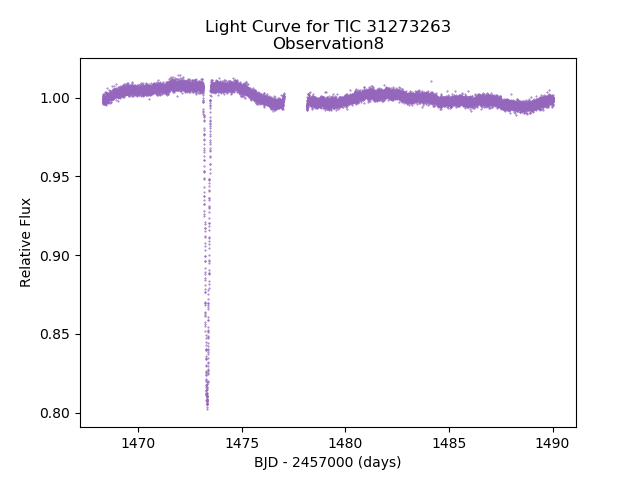 Light Curve for TIC 31273263
Observation8
1.00
0.95
0.90
0.85
0.80
Relative Flux
1470
1475
1480
1485
1490
BJD - 2457000 (days)